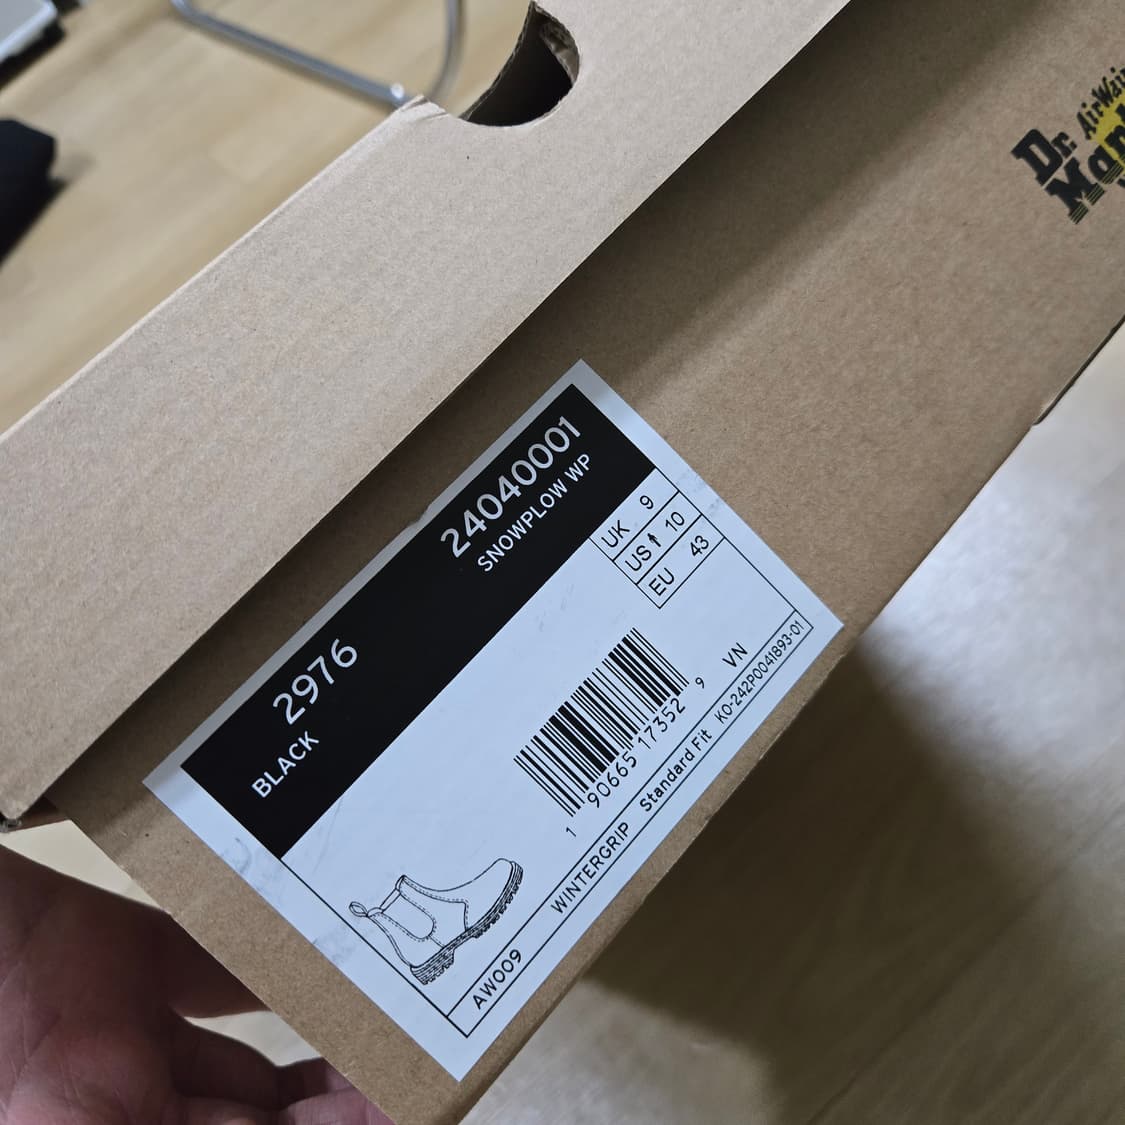 AirWair
Dr.
2976
24040001
BLACK
SNOWPLOW WP
UK 9
US 10
EU 43
1 90665 17352 9
VN
AW009 WINTERGRIP Standard Fit KO-242P0041893-01